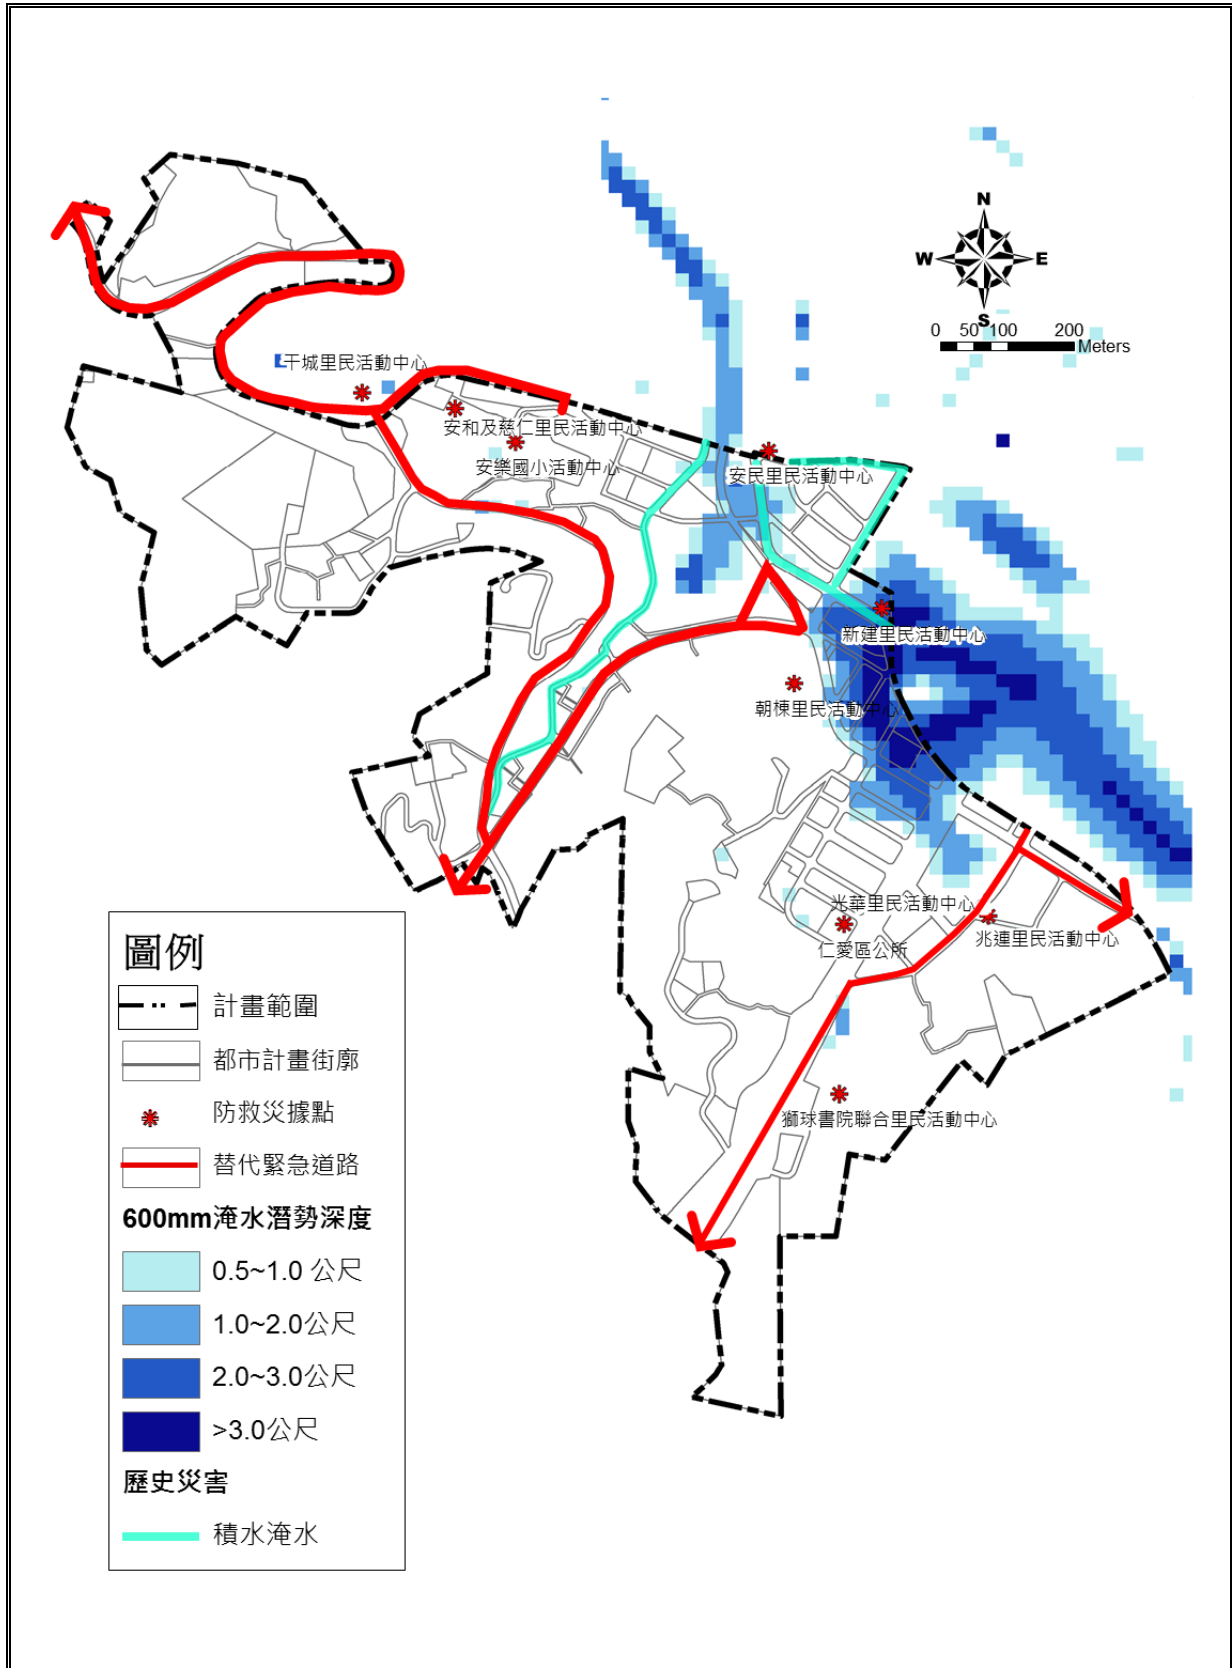 N
W
E
S
0 50 100 200
Meters
干城里民活動中心
安和及慈仁里民活動中心
安樂國小活動中心
安民里民活動中心
新建里民活動中心
朝棟里民活動中心
光華里民活動中心
仁愛區公所
兆連里民活動中心
獅球書院聯合里民活動中心
圖例
計畫範圍
都市計畫街廓
防救災據點
替代緊急道路
600mm淹水潛勢深度
0.5~1.0 公尺
1.0~2.0公尺
2.0~3.0公尺
>3.0公尺
歷史災害
積水淹水